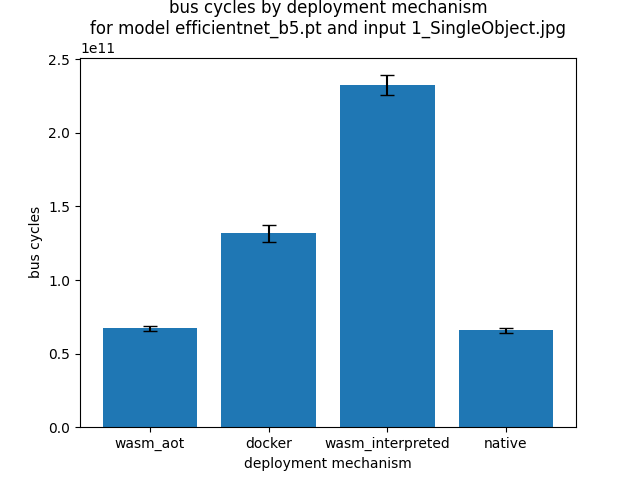 bus cycles by deployment mechanism
for model efficientnet_b5.pt and input 1_SingleObject.jpg
1e11
2.5
2.0
1.5
1.0
0.5
0.0
bus cycles
wasm_aot docker wasm_interpreted native
deployment mechanism